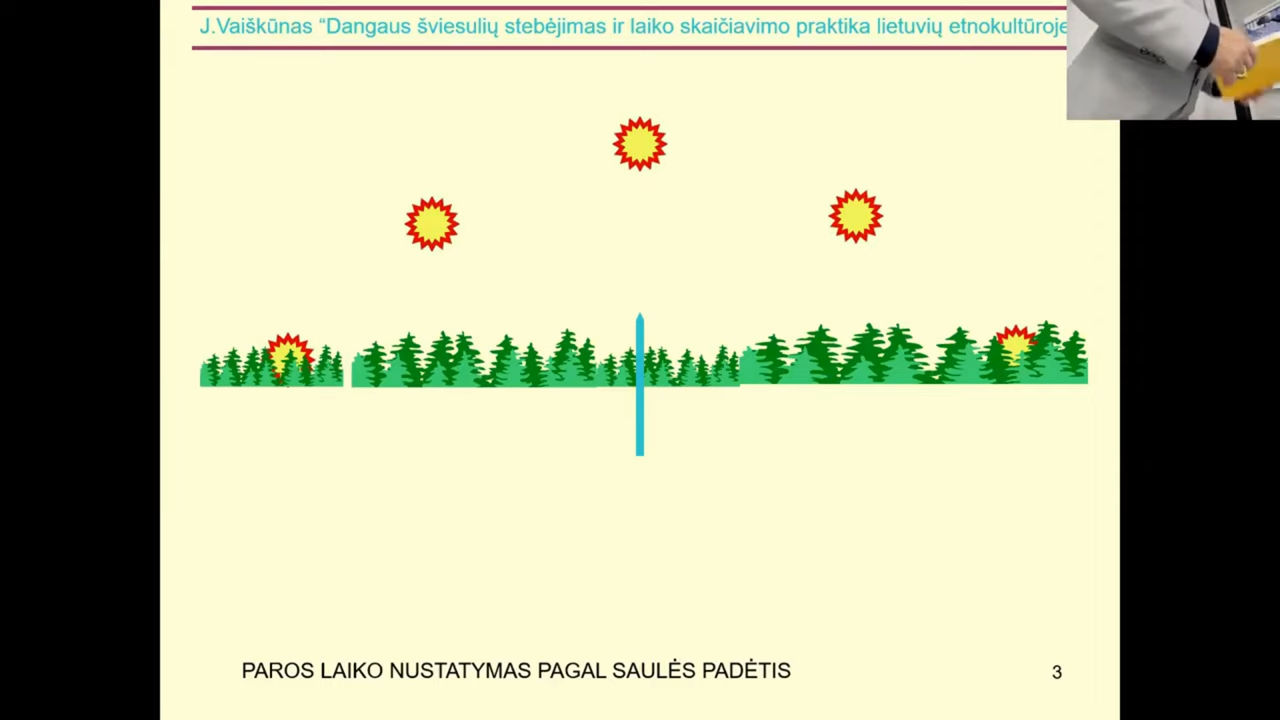 J.Vaiškūnas “Dangaus šviesulių stebėjimas ir laiko skaičiavimo praktika lietuvių etnokultūroje
PAROS LAIKO NUSTATYMAS PAGAL SAULĖS PADĖTIS
3